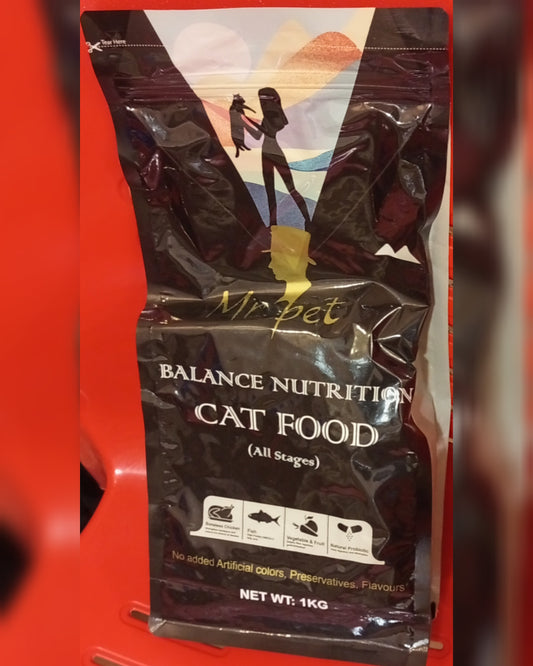 Tear Here
Mr pet
BALANCE NUTRITION
CAT FOOD
(All Stages)
Boneless Chicken
Fish
Vegetable & Fruit
Natural Probiotic
No added Artificial colors, Preservatives, Flavours
NET WT: 1KG